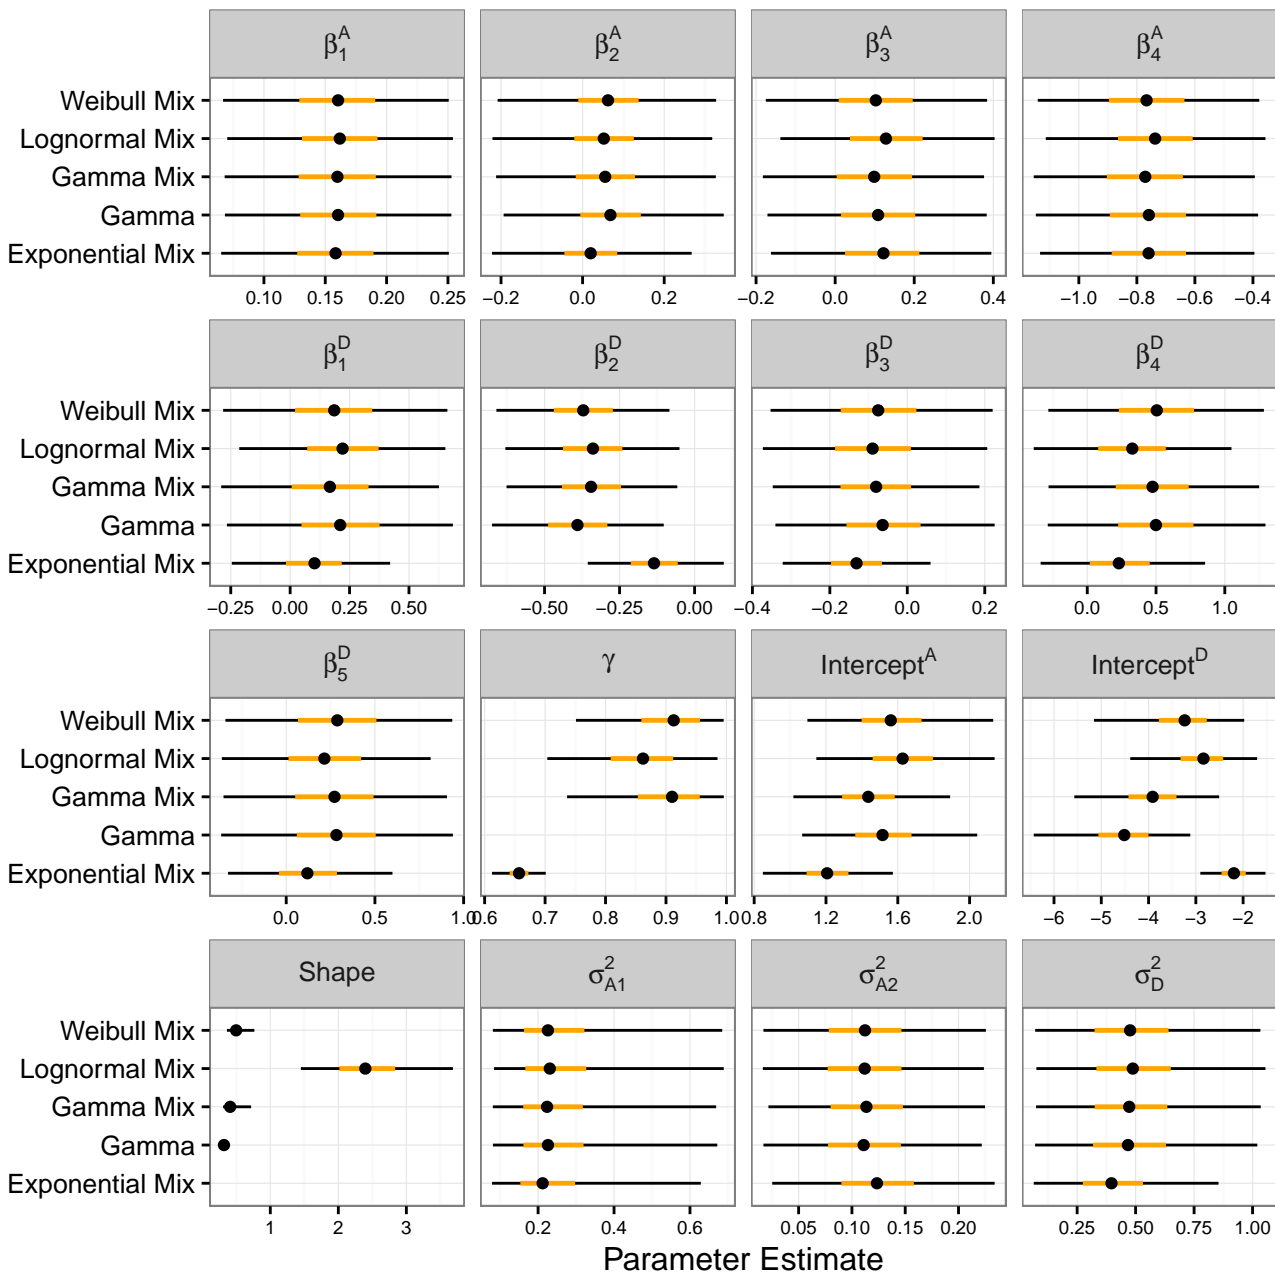 β₁ᴬ β₂ᴬ β₃ᴬ β₄ᴬ
Weibull Mix
Lognormal Mix
Gamma Mix
Gamma
Exponential Mix
0.10 0.15 0.20 0.25 −0.2 0.0 0.2 −0.2 0.0 0.2 0.4 −1.0 −0.8 −0.6 −0.4
β₁ᴰ β₂ᴰ β₃ᴰ β₄ᴰ
Weibull Mix
Lognormal Mix
Gamma Mix
Gamma
Exponential Mix
−0.25 0.00 0.25 0.50 −0.50 −0.25 0.00 −0.4 −0.2 0.0 0.2 0.0 0.5 1.0
β₅ᴰ γ Interceptᴬ Interceptᴰ
Weibull Mix
Lognormal Mix
Gamma Mix
Gamma
Exponential Mix
0.0 0.5 1.0 0.6 0.7 0.8 0.9 1.0 0.8 1.2 1.6 2.0 −6 −5 −4 −3 −2
Shape σ²A1 σ²A2 σ²D
Weibull Mix
Lognormal Mix
Gamma Mix
Gamma
Exponential Mix
1 2 3 0.2 0.4 0.6 0.05 0.10 0.15 0.20 0.25 0.50 0.75 1.00
Parameter Estimate